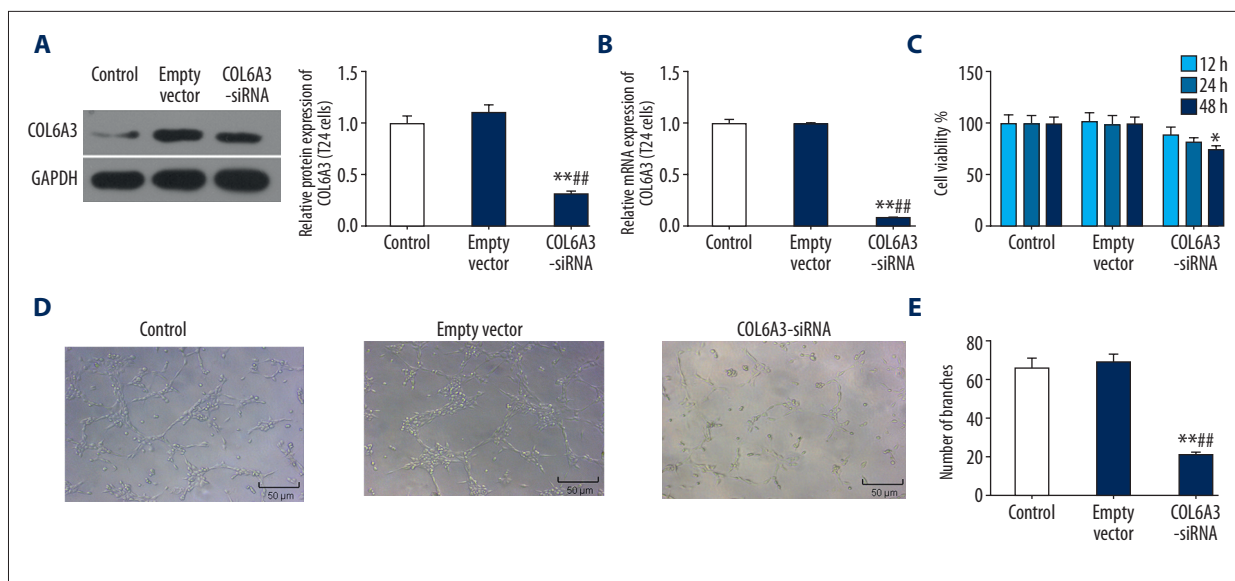 A
Control
Empty
vector
COL6A3
-siRNA
COL6A3
GAPDH
Relative protein expression of
COL6A3 (T24 cells)
1.5
1.0
0.5
0.0
**##
Control
Empty
vector
COL6A3
-siRNA
B
Relative mRNA expression of
COL6A3 (T24 cells)
1.5
1.0
0.5
0.0
**##
Control
Empty
vector
COL6A3
-siRNA
C
12 h
24 h
48 h
Cell viability %
150
100
50
0
*
Control
Empty
vector
COL6A3
-siRNA
D
Control
50 μm
Empty vector
50 μm
COL6A3-siRNA
50 μm
E
Number of branches
80
60
40
20
0
**##
Control
Empty
vector
COL6A3
-siRNA